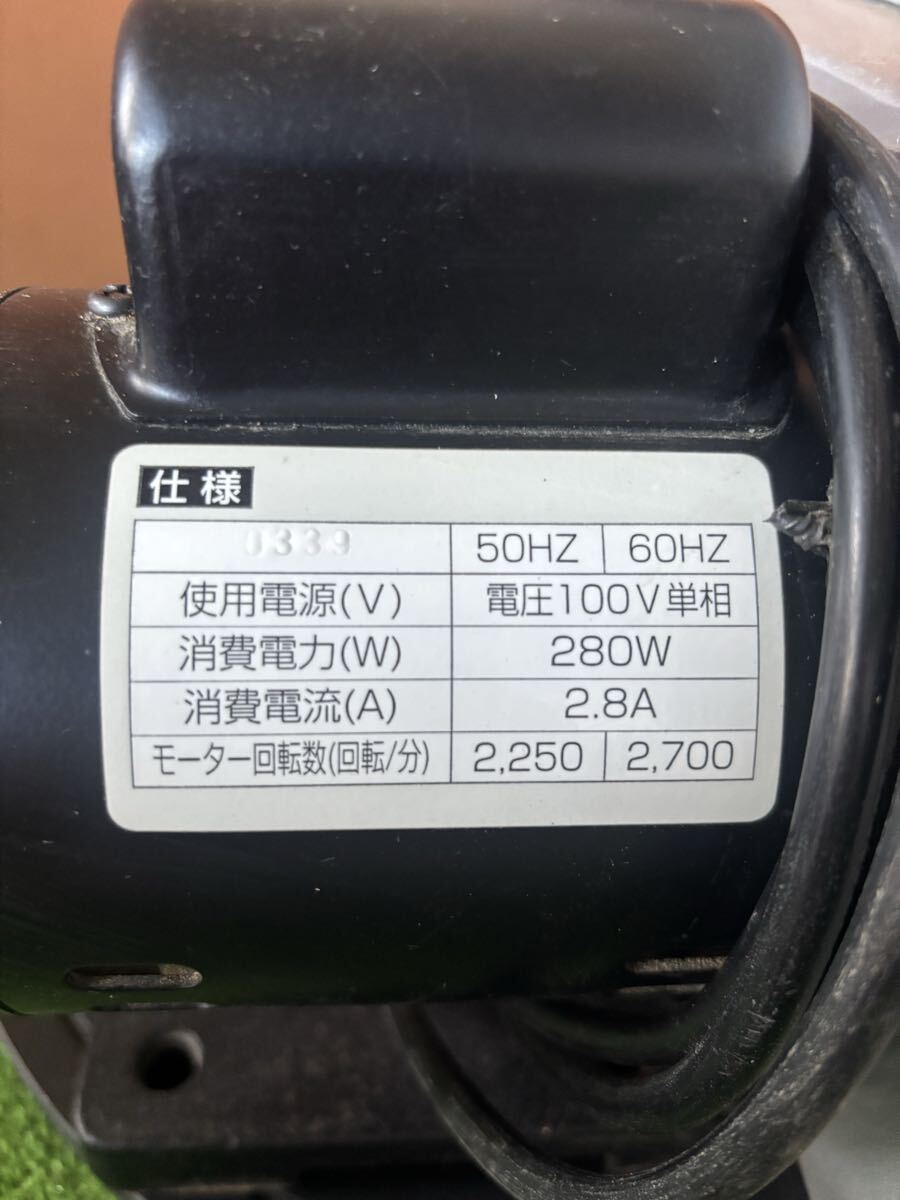 仕様
0339 50HZ 60HZ
使用電源(V) 電圧100V単相
消費電力(W) 280W
消費電流(A) 2.8A
モーター回転数(回転/分) 2,250 2,700